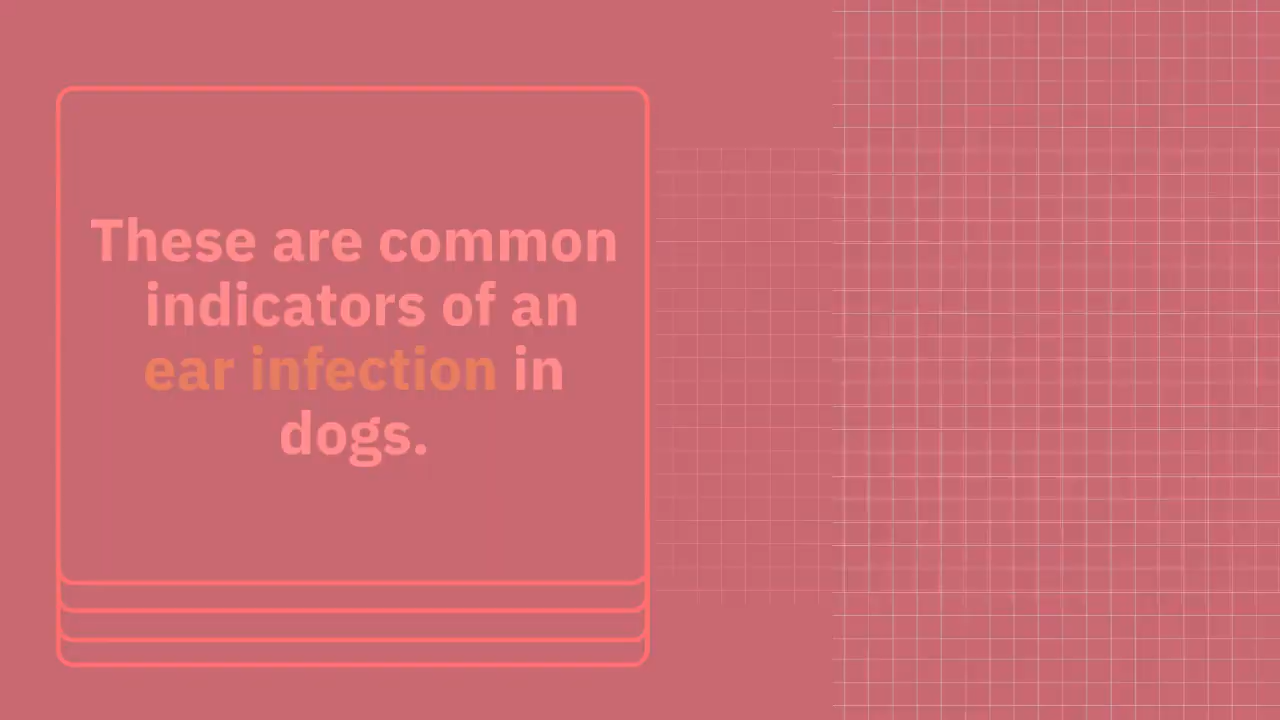 These are common
indicators of an
ear infection in
dogs.